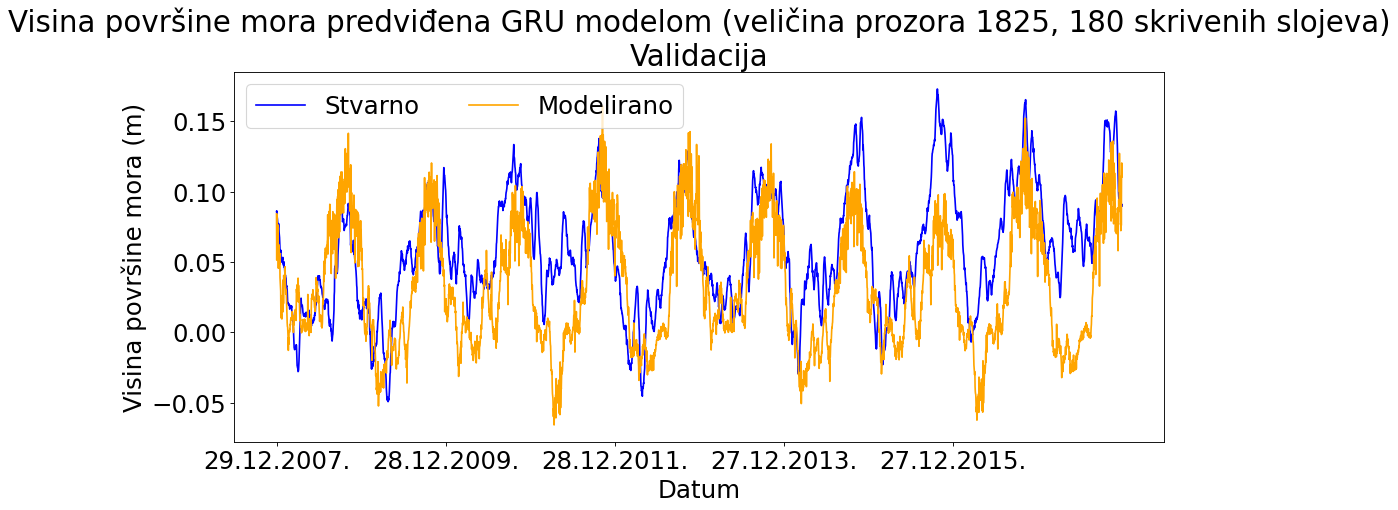 Visina površine mora predviđena GRU modelom (veličina prozora 1825, 180 skrivenih slojeva)
Validacija
Stvarno Modelirano
Visina površine mora (m)
0.15
0.10
0.05
0.00
−0.05
29.12.2007. 28.12.2009. 28.12.2011. 27.12.2013. 27.12.2015.
Datum